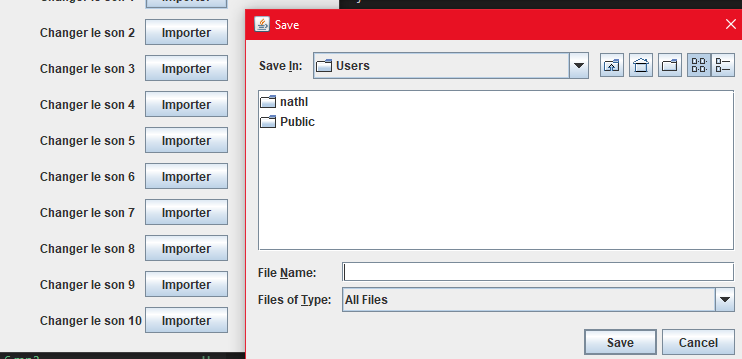 Changer le son
Changer le son 2 Importer
Changer le son 3 Importer
Changer le son 4 Importer
Changer le son 5 Importer
Changer le son 6 Importer
Changer le son 7 Importer
Changer le son 8 Importer
Changer le son 9 Importer
Changer le son 10 Importer
Save
Save In: Users
nathl
Public
File Name:
Files of Type: All Files
Save Cancel